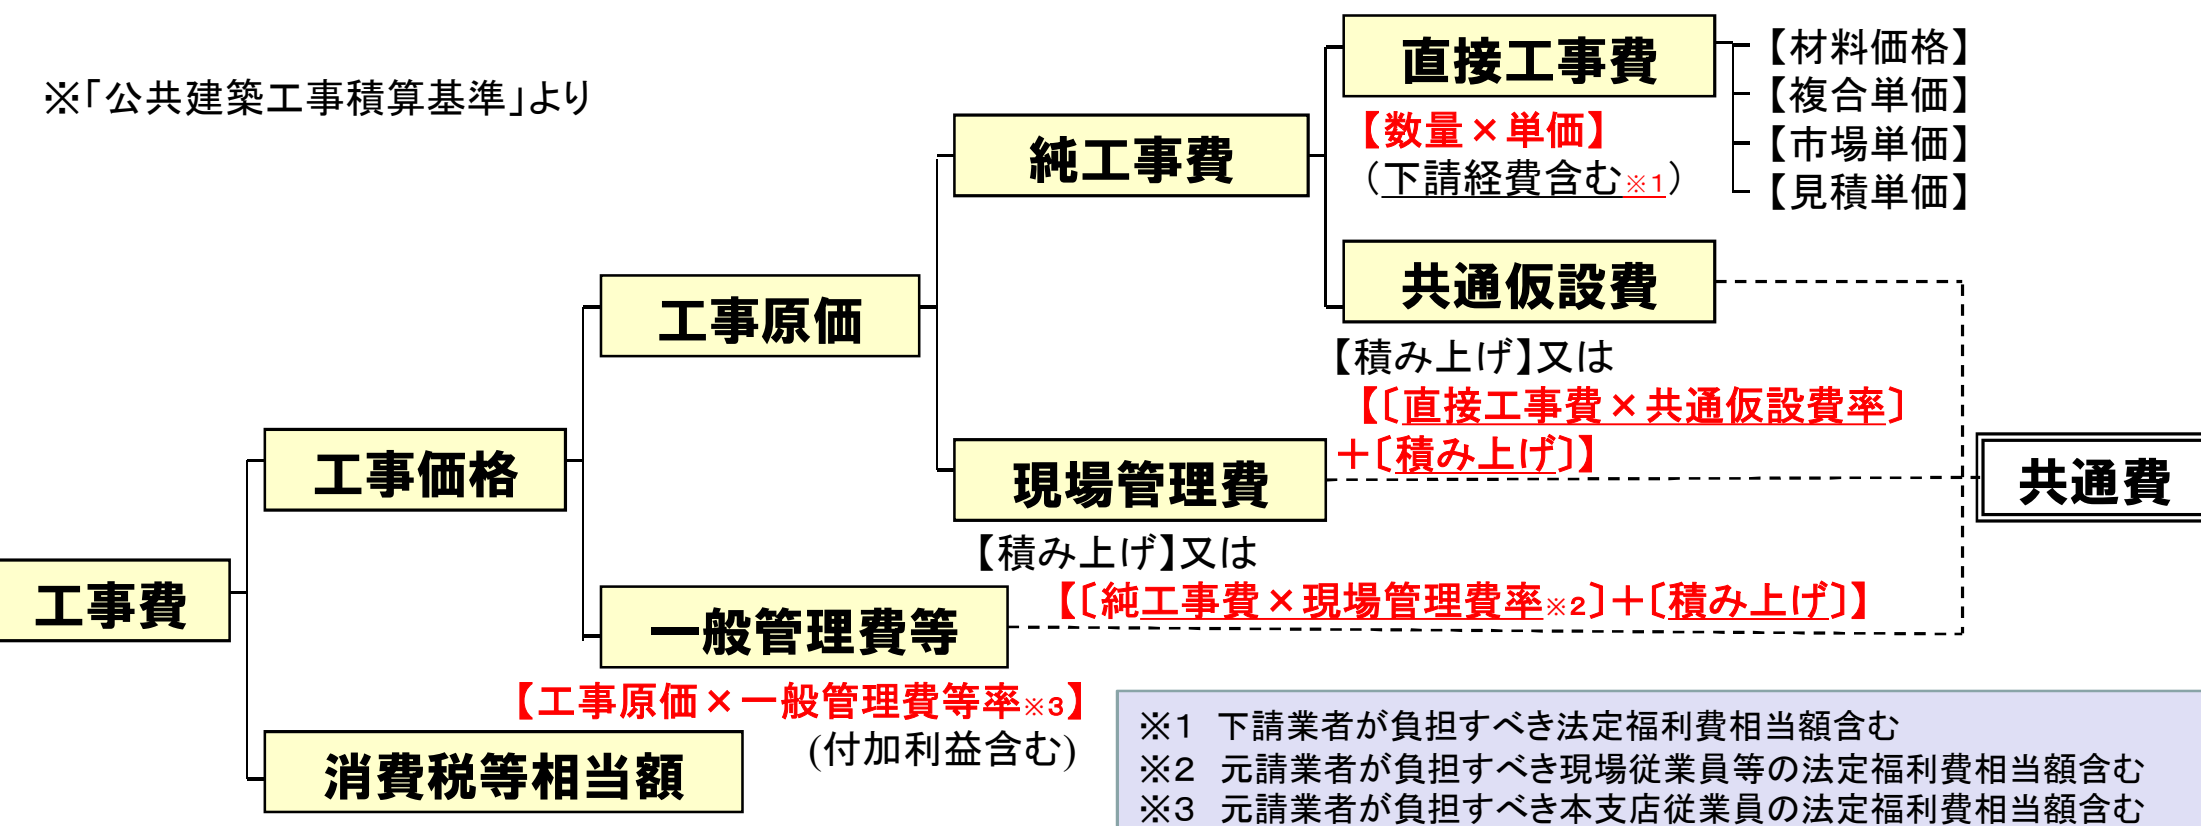 ※「公共建築工事積算基準」より
直接工事費
【数量×単価】
（下請経費含む※1）
【材料価格】
【複合単価】
【市場単価】
【見積単価】
純工事費
共通仮設費
【積み上げ】又は
【〔直接工事費×共通仮設費率〕
＋〔積み上げ〕】
工事原価
現場管理費
【積み上げ】又は
【〔純工事費×現場管理費率※2〕＋〔積み上げ〕】
共通費
工事価格
一般管理費等
【工事原価×一般管理費等率※3】
(付加利益含む)
工事費
消費税等相当額
※1　下請業者が負担すべき法定福利費相当額含む
※2　元請業者が負担すべき現場従業員等の法定福利費相当額含む
※3　元請業者が負担すべき本支店従業員の法定福利費相当額含む